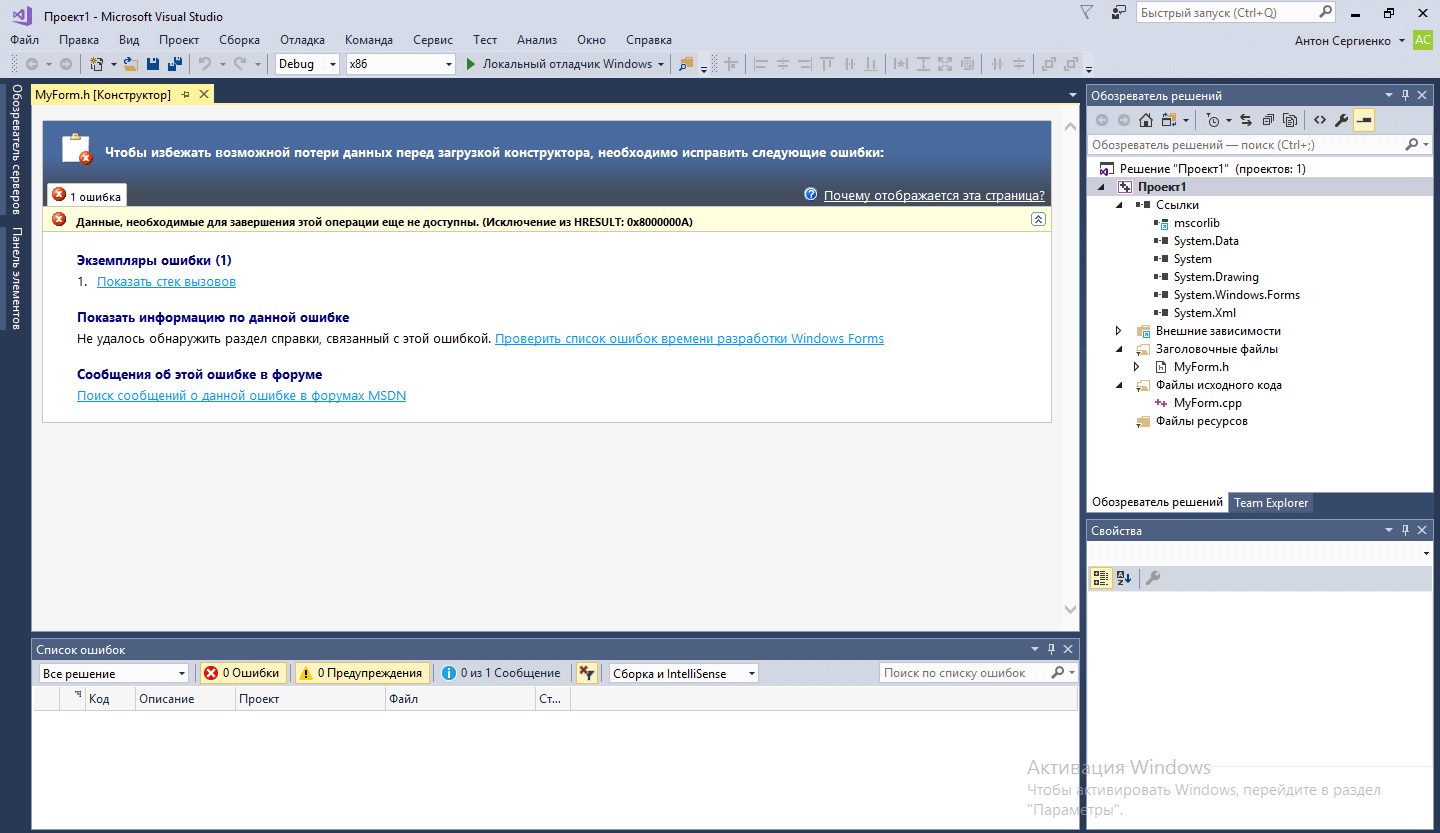 Проект1 - Microsoft Visual Studio
Быстрый запуск (Ctrl+Q)
Файл Правка Вид Проект Сборка Отладка Команда Сервис Тест Анализ Окно Справка
Антон Сергиенко AC
Debug x86 Локальный отладчик Windows
Обозреватель серверов
Панель элементов
MyForm.h [Конструктор]
Чтобы избежать возможной потери данных перед загрузкой конструктора, необходимо исправить следующие ошибки:
1 ошибка
Почему отображается эта страница?
Данные, необходимые для завершения этой операции еще не доступны. (Исключение из HRESULT: 0x8000000A)
Экземпляры ошибки (1)
1. Показать стек вызовов
Показать информацию по данной ошибке
Не удалось обнаружить раздел справки, связанный с этой ошибкой. Проверить список ошибок времени разработки Windows Forms
Сообщения об этой ошибке в форуме
Поиск сообщений о данной ошибке в форумах MSDN
Обозреватель решений
Обозреватель решений — поиск (Ctrl+;)
Решение "Проект1" (проектов: 1)
Проект1
Ссылки
mscorlib
System.Data
System
System.Drawing
System.Windows.Forms
System.Xml
Внешние зависимости
Заголовочные файлы
MyForm.h
Файлы исходного кода
MyForm.cpp
Файлы ресурсов
Обозреватель решений Team Explorer
Свойства
Список ошибок
Все решение 0 Ошибки 0 Предупреждения 0 из 1 Сообщение Сборка и IntelliSense Поиск по списку ошибок
Код Описание Проект Файл Ст...
Активация Windows
Чтобы активировать Windows, перейдите в раздел
"Параметры".